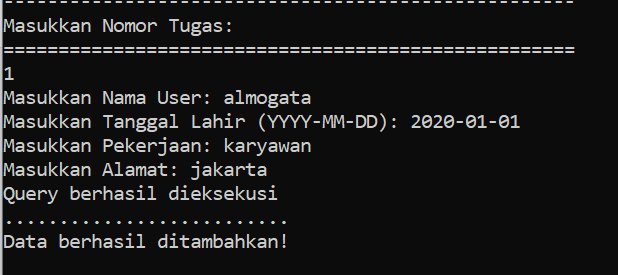 ----------------------------------------------------
Masukkan Nomor Tugas:
====================================================
1
Masukkan Nama User: almogata
Masukkan Tanggal Lahir (YYYY-MM-DD): 2020-01-01
Masukkan Pekerjaan: karyawan
Masukkan Alamat: jakarta
Query berhasil dieksekusi
..........................
Data berhasil ditambahkan!